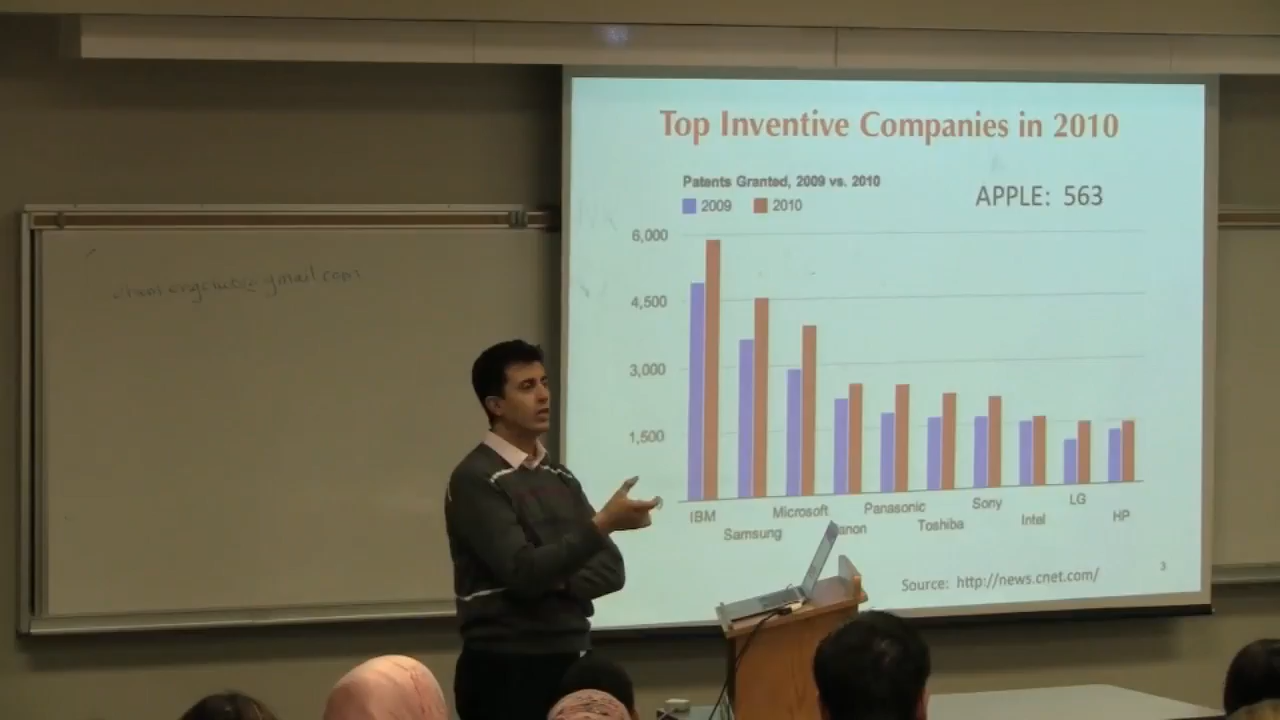 Top Inventive Companies in 2010
Patents Granted, 2009 vs. 2010
2009 2010
APPLE: 563
6,000
4,500
3,000
1,500
IBM
Samsung
Microsoft
anon
Panasonic
Toshiba
Sony
Intel
LG
HP
Source: http://news.cnet.com/
3